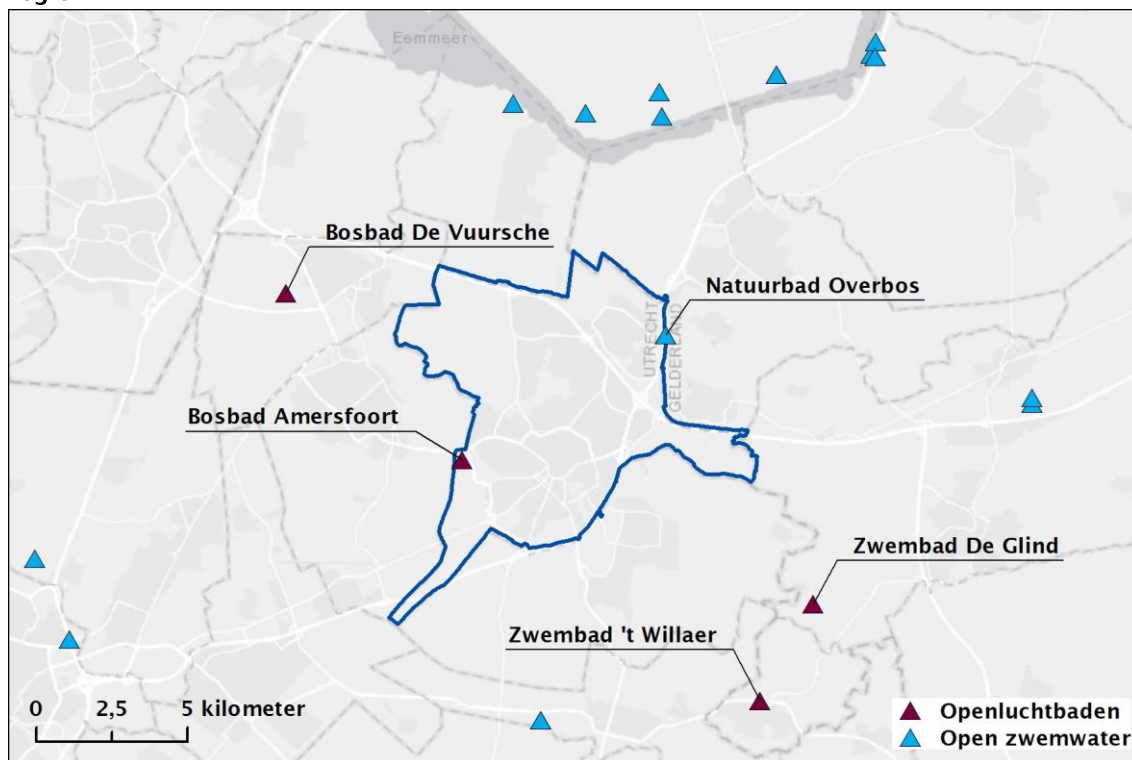 Eemmeer
Bosbad De Vuursche
Natuurbad Overbos
UTRECHT
GELDERLAND
Bosbad Amersfoort
Zwembad De Glind
Zwembad 't Willaer
0 2,5 5 kilometer
Openluchtbaden
Open zwemwater